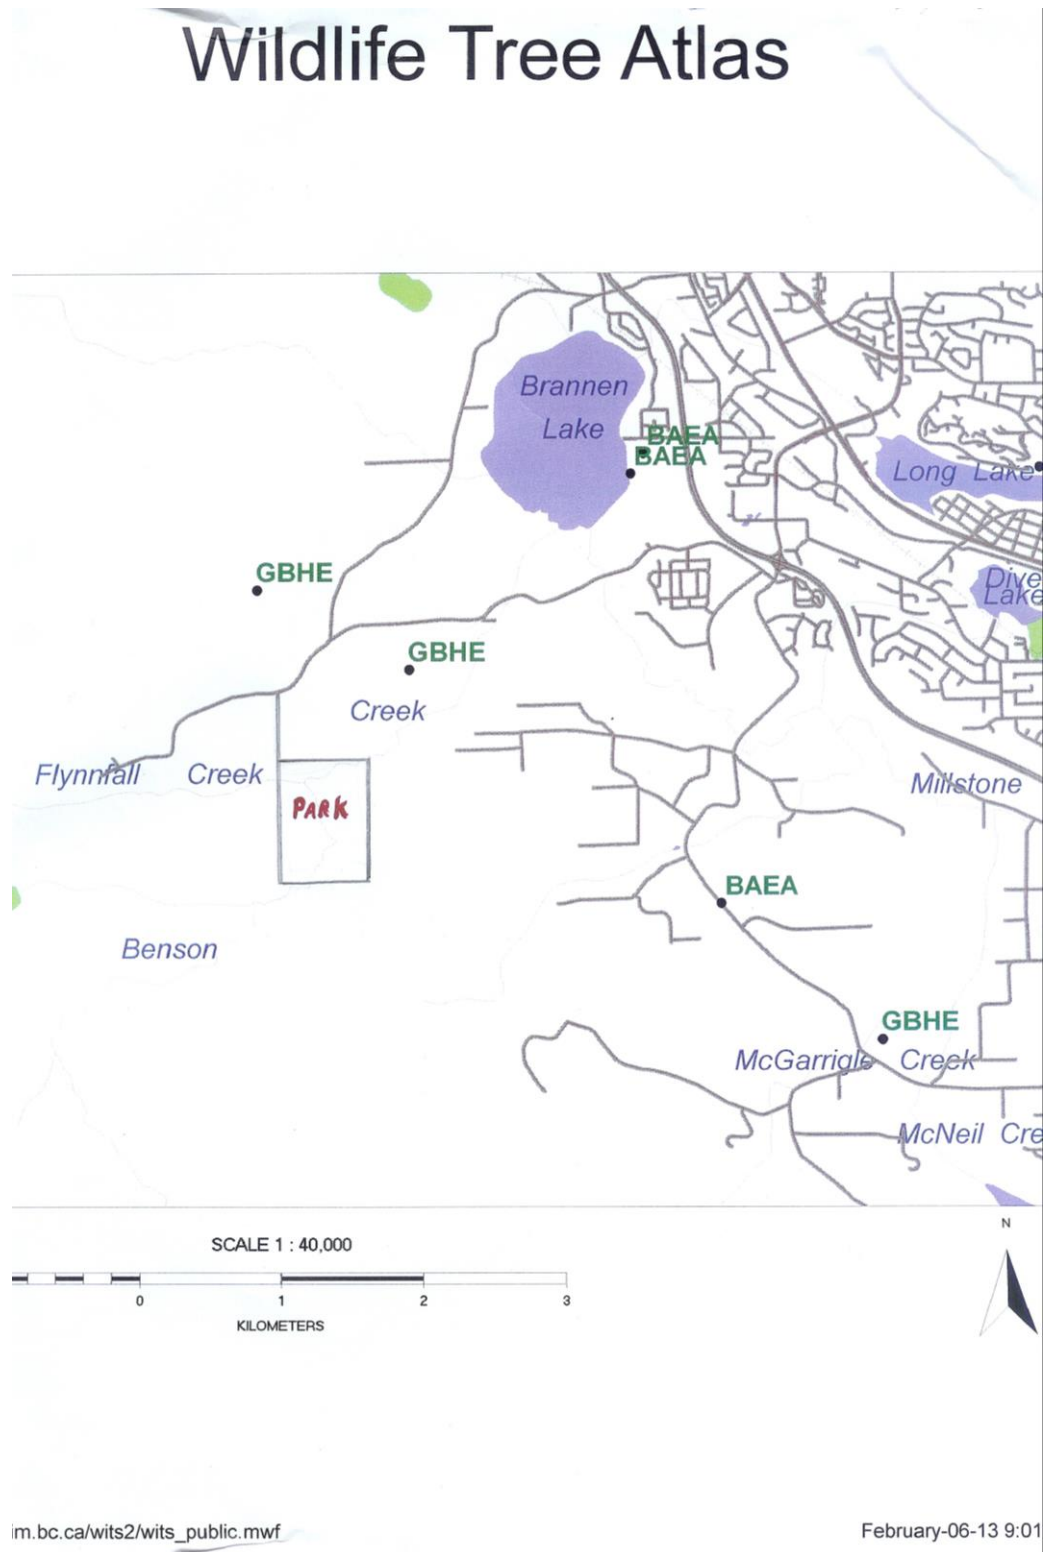 Wildlife Tree Atlas
Brannen
Lake
BAEA
BAEA
Long Lake
GBHE
Dive
Lake
GBHE
Creek
Flynnfall Creek
Millstone
PARK
BAEA
Benson
GBHE
McGarrigle Creek
McNeil Cre
N
SCALE 1 : 40,000
0 1 2 3
KILOMETERS
im.bc.ca/wits2/wits_public.mwf
February-06-13 9:01